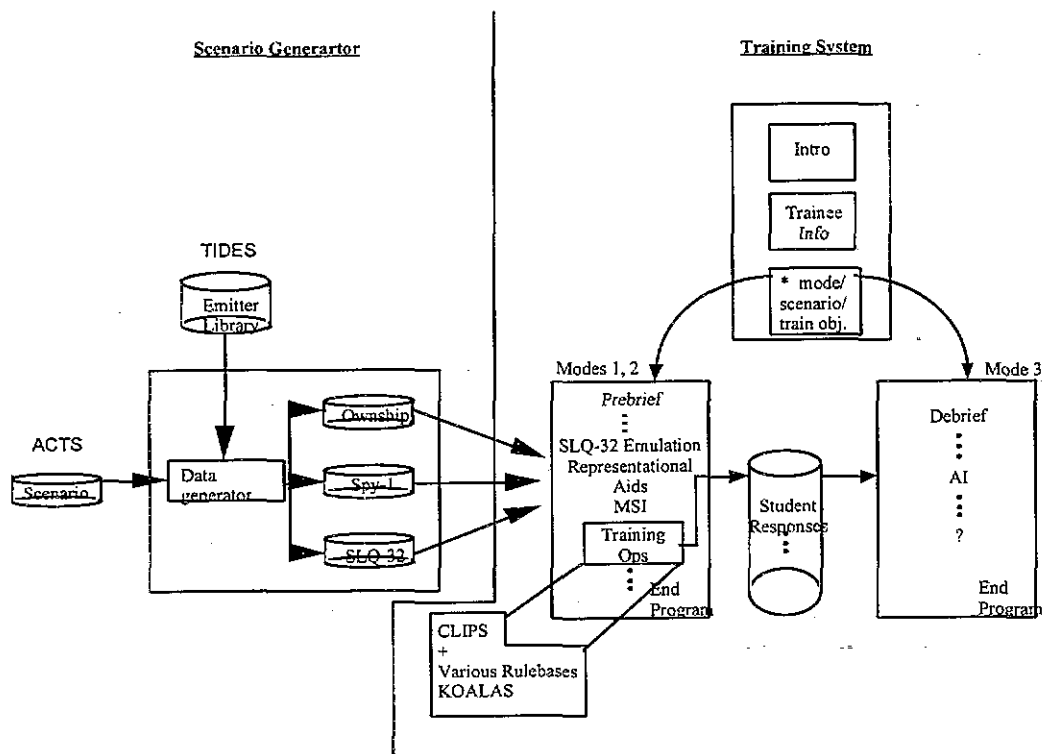 Scenario Generartor
Training System
Intro
Trainee
Info
* mode/
scenario/
train obj.
TIDES
Emitter
Library
ACTS
Scenario
Data
generator
Ownship
Spy-1
SLQ-32
Modes 1, 2
Prebrief
SLQ-32 Emulation
Representational
Aids
MSI
Training
Ops
End
Program
CLIPS
+
Various Rulebases
KOALAS
Student
Responses
Mode 3
Debrief
AI
?
End
Program